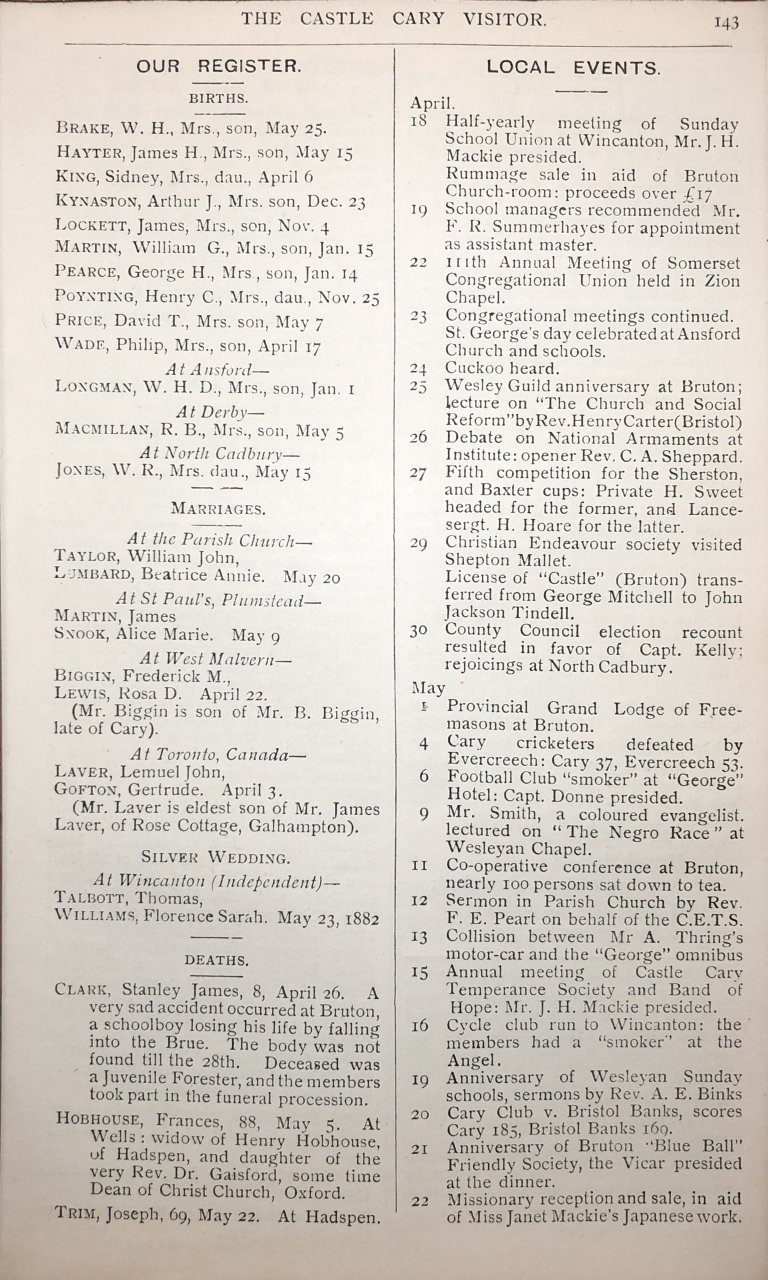 THE CASTLE CARY VISITOR.
143
OUR REGISTER.
BIRTHS.
BRAKE, W. H., Mrs., son, May 25.
HAYTER, James H., Mrs., son, May 15
KING, Sidney, Mrs., dau., April 6
KYNASTON, Arthur J., Mrs. son, Dec. 23
LOCKETT, James, Mrs., son, Nov. 4
MARTIN, William G., Mrs., son, Jan. 15
PEARCE, George H., Mrs., son, Jan. 14
POYNTING, Henry C., Mrs., dau., Nov. 25
PRICE, David T., Mrs. son, May 7
WADE, Philip, Mrs., son, April 17
At Ansford—
LONGMAN, W. H. D., Mrs., son, Jan. 1
At Derby—
MACMILLAN, R. B., Mrs., son, May 5
At North Cadbury—
JONES, W. R., Mrs. dau., May 15
MARRIAGES.
At the Parish Church—
TAYLOR, William John,
LOMBARD, Beatrice Annie. May 20
At St Paul's, Plumstead—
MARTIN, James
SNOOK, Alice Marie. May 9
At West Malvern—
BIGGIN, Frederick M.,
LEWIS, Rosa D. April 22.
(Mr. Biggin is son of Mr. B. Biggin,
late of Cary).
At Toronto, Canada—
LAVER, Lemuel John,
GOFTON, Gertrude. April 3.
(Mr. Laver is eldest son of Mr. James
Laver, of Rose Cottage, Galhampton).
SILVER WEDDING.
At Wincanton (Independent)—
TALBOTT, Thomas,
WILLIAMS, Florence Sarah. May 23, 1882
DEATHS.
CLARK, Stanley James, 8, April 26. A
very sad accident occurred at Bruton,
a schoolboy losing his life by falling
into the Brue. The body was not
found till the 28th. Deceased was
a Juvenile Forester, and the members
took part in the funeral procession.
HOBHOUSE, Frances, 88, May 5. At
Wells: widow of Henry Hobhouse,
of Hadspen, and daughter of the
very Rev. Dr. Gaisford, some time
Dean of Christ Church, Oxford.
TRIM, Joseph, 69, May 22. At Hadspen.
LOCAL EVENTS.
April.
18 Half-yearly meeting of Sunday
School Union at Wincanton, Mr. J. H.
Mackie presided.
Rummage sale in aid of Bruton
Church-room: proceeds over £17
19 School managers recommended Mr.
F. R. Summerhayes for appointment
as assistant master.
22 111th Annual Meeting of Somerset
Congregational Union held in Zion
Chapel.
23 Congregational meetings continued.
St. George's day celebrated at Ansford
Church and schools.
24 Cuckoo heard.
25 Wesley Guild anniversary at Bruton;
lecture on "The Church and Social
Reform" by Rev. Henry Carter (Bristol)
26 Debate on National Armaments at
Institute: opener Rev. C. A. Sheppard.
27 Fifth competition for the Sherston,
and Baxter cups: Private H. Sweet
headed for the former, and Lance-
sergt. H. Hoare for the latter.
29 Christian Endeavour society visited
Shepton Mallet.
License of "Castle" (Bruton) trans-
ferred from George Mitchell to John
Jackson Tindell.
30 County Council election recount
resulted in favor of Capt. Kelly;
rejoicings at North Cadbury.
May
1 Provincial Grand Lodge of Free-
masons at Bruton.
4 Cary cricketers defeated by
Evercreech: Cary 37, Evercreech 53.
6 Football Club "smoker" at "George"
Hotel: Capt. Donne presided.
9 Mr. Smith, a coloured evangelist.
lectured on "The Negro Race" at
Wesleyan Chapel.
11 Co-operative conference at Bruton,
nearly 100 persons sat down to tea.
12 Sermon in Parish Church by Rev.
F. E. Peart on behalf of the C.E.T.S.
13 Collision between Mr A. Thring's
motor-car and the "George" omnibus
15 Annual meeting of Castle Cary
Temperance Society and Band of
Hope: Mr. J. H. Mackie presided.
16 Cycle club run to Wincanton: the
members had a "smoker" at the
Angel.
19 Anniversary of Wesleyan Sunday
schools, sermons by Rev. A. E. Binks
20 Cary Club v. Bristol Banks, scores
Cary 185, Bristol Banks 169.
21 Anniversary of Bruton "Blue Ball"
Friendly Society, the Vicar presided
at the dinner.
22 Missionary reception and sale, in aid
of Miss Janet Mackie's Japanese work.